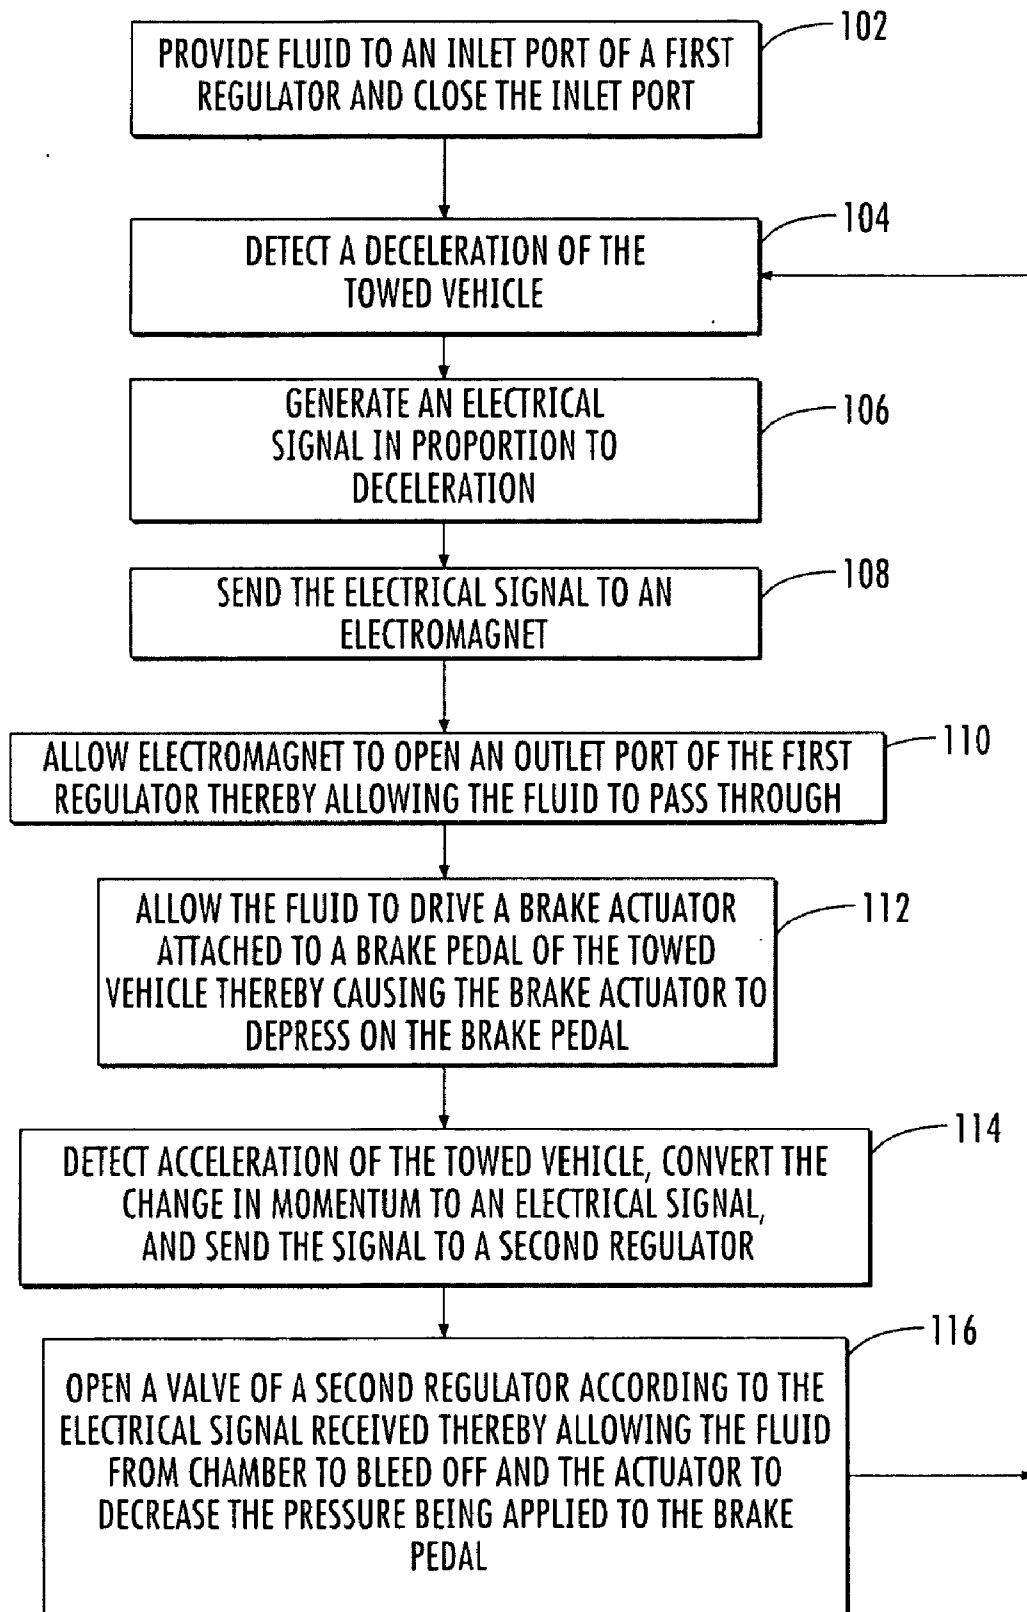 102
PROVIDE FLUID TO AN INLET PORT OF A FIRST
REGULATOR AND CLOSE THE INLET PORT
104
DETECT A DECELERATION OF THE
TOWED VEHICLE
106
GENERATE AN ELECTRICAL
SIGNAL IN PROPORTION TO
DECELERATION
108
SEND THE ELECTRICAL SIGNAL TO AN
ELECTROMAGNET
110
ALLOW ELECTROMAGNET TO OPEN AN OUTLET PORT OF THE FIRST
REGULATOR THEREBY ALLOWING THE FLUID TO PASS THROUGH
112
ALLOW THE FLUID TO DRIVE A BRAKE ACTUATOR
ATTACHED TO A BRAKE PEDAL OF THE TOWED
VEHICLE THEREBY CAUSING THE BRAKE ACTUATOR TO
DEPRESS ON THE BRAKE PEDAL
114
DETECT ACCELERATION OF THE TOWED VEHICLE, CONVERT THE
CHANGE IN MOMENTUM TO AN ELECTRICAL SIGNAL,
AND SEND THE SIGNAL TO A SECOND REGULATOR
116
OPEN A VALVE OF A SECOND REGULATOR ACCORDING TO THE
ELECTRICAL SIGNAL RECEIVED THEREBY ALLOWING THE FLUID
FROM CHAMBER TO BLEED OFF AND THE ACTUATOR TO
DECREASE THE PRESSURE BEING APPLIED TO THE BRAKE
PEDAL